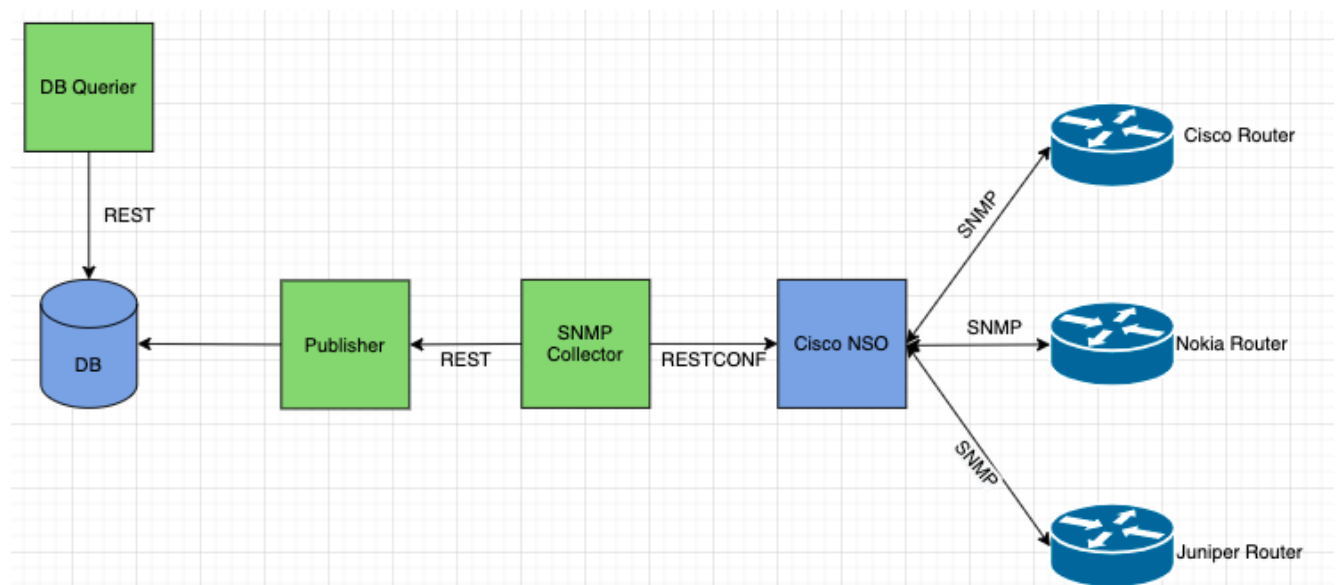 DB Querier
REST
DB
Publisher
REST
SNMP
Collector
RESTCONF
Cisco NSO
SNMP
Cisco Router
SNMP
Nokia Router
SNMP
Juniper Router